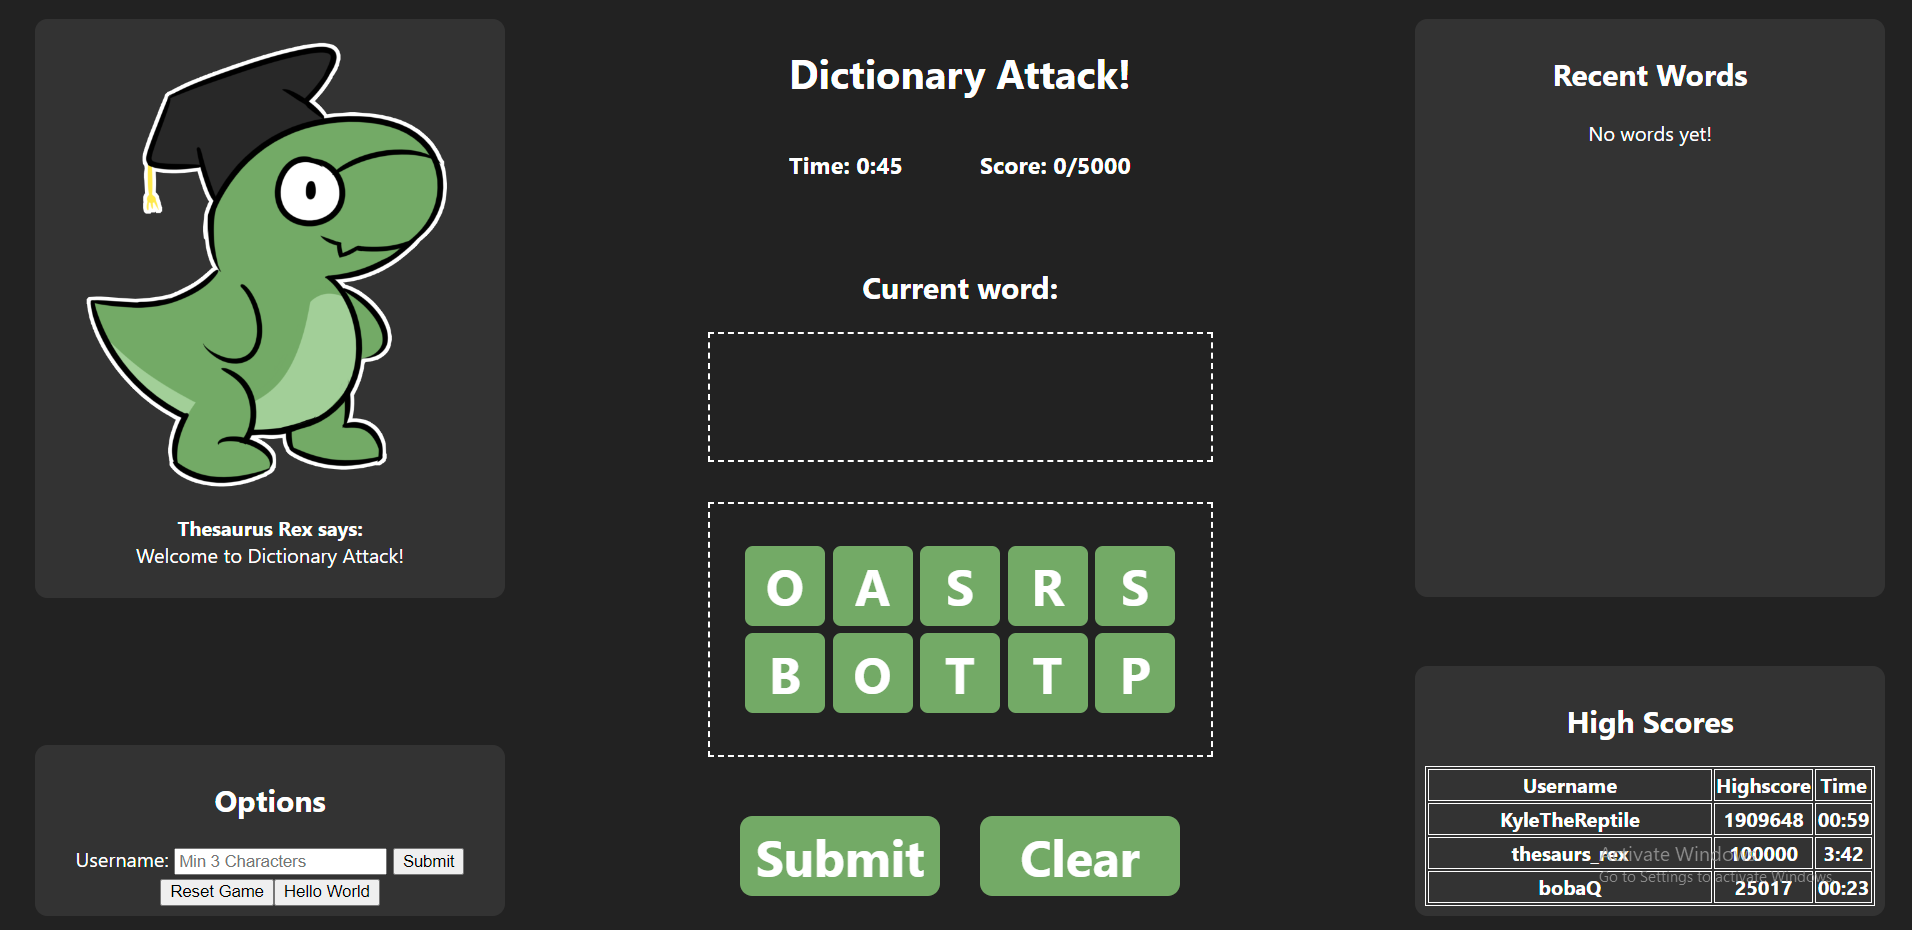 Thesaurus Rex says:
Welcome to Dictionary Attack!
Options
Username: Min 3 Characters Submit
Reset Game Hello World
Dictionary Attack!
Time: 0:45 Score: 0/5000
Current word:
O A S R S
B O T T P
Submit Clear
Recent Words
No words yet!
High Scores
Username Highscore Time
KyleTheReptile 1909648 00:59
thesaurs_rex 100000 3:42
bobaQ 25017 00:23
Activate Windows
Go to Settings to activate Windows.